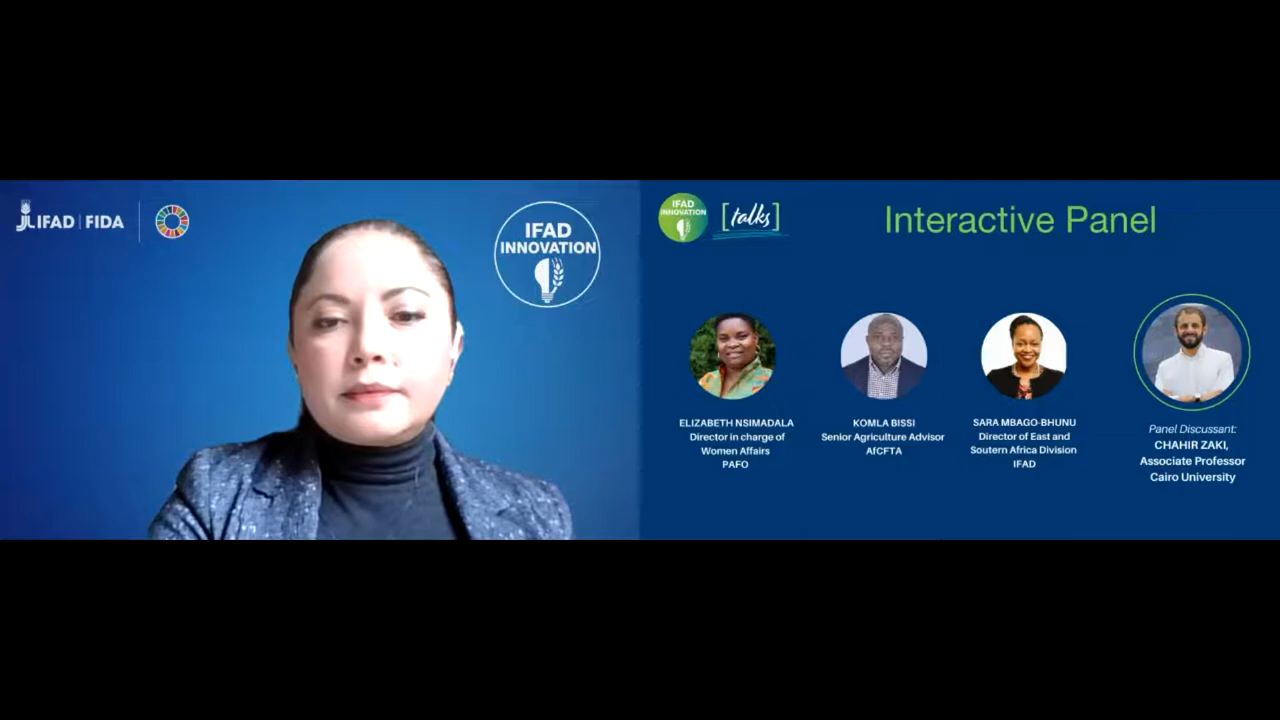 IFAD | FIDA
IFAD
INNOVATION
IFAD
INNOVATION
[talks]
Interactive Panel
ELIZABETH NSIMADALA
Director in charge of
Women Affairs
PAFO
KOMLA BISSI
Senior Agriculture Advisor
AfCFTA
SARA MBAGO-BHUNU
Director of East and
Soutern Africa Division
IFAD
Panel Discussant:
CHAHIR ZAKI,
Associate Professor
Cairo University